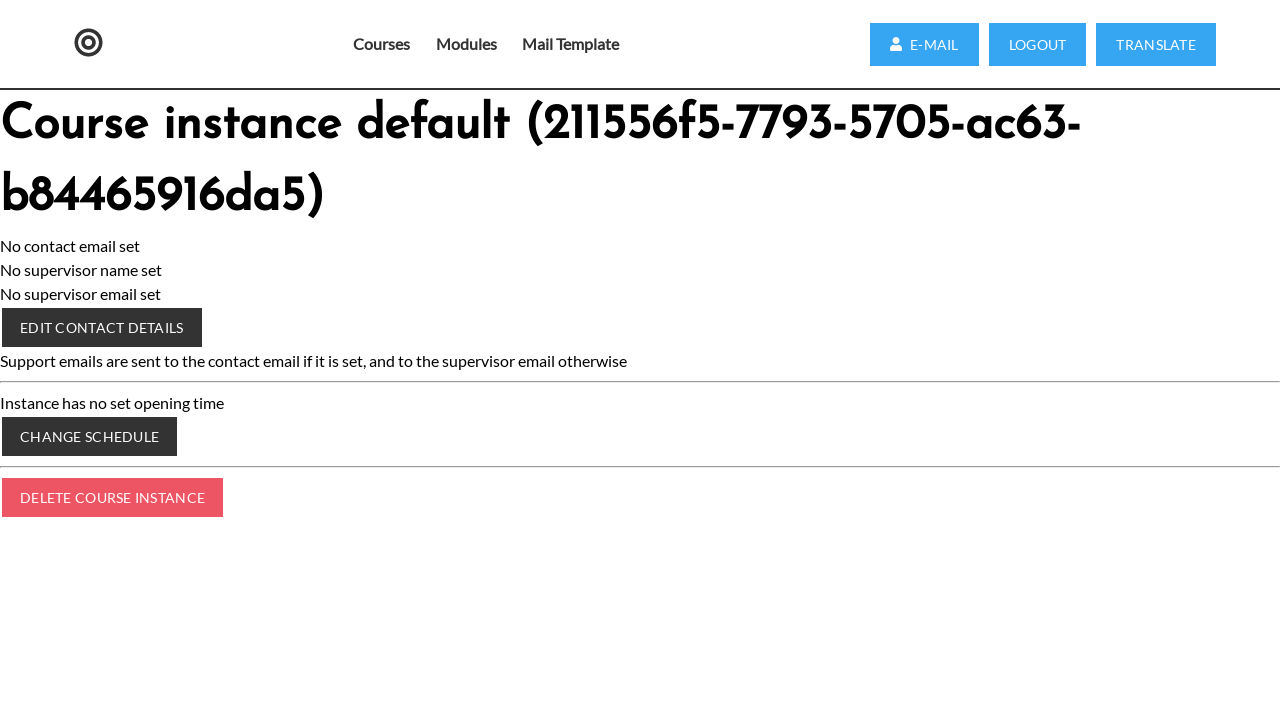 Courses Modules Mail Template E-MAIL LOGOUT TRANSLATE
Course instance default (211556f5-7793-5705-ac63-
b84465916da5)
No contact email set
No supervisor name set
No supervisor email set
EDIT CONTACT DETAILS
Support emails are sent to the contact email if it is set, and to the supervisor email otherwise
Instance has no set opening time
CHANGE SCHEDULE
DELETE COURSE INSTANCE